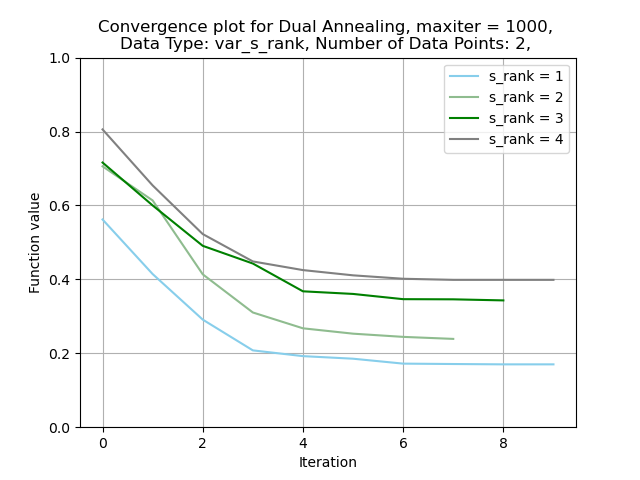 Convergence plot for Dual Annealing, maxiter = 1000,
Data Type: var_s_rank, Number of Data Points: 2,
1.0
0.8
0.6
0.4
0.2
0.0
Function value
s_rank = 1
s_rank = 2
s_rank = 3
s_rank = 4
0
2
4
6
8
Iteration